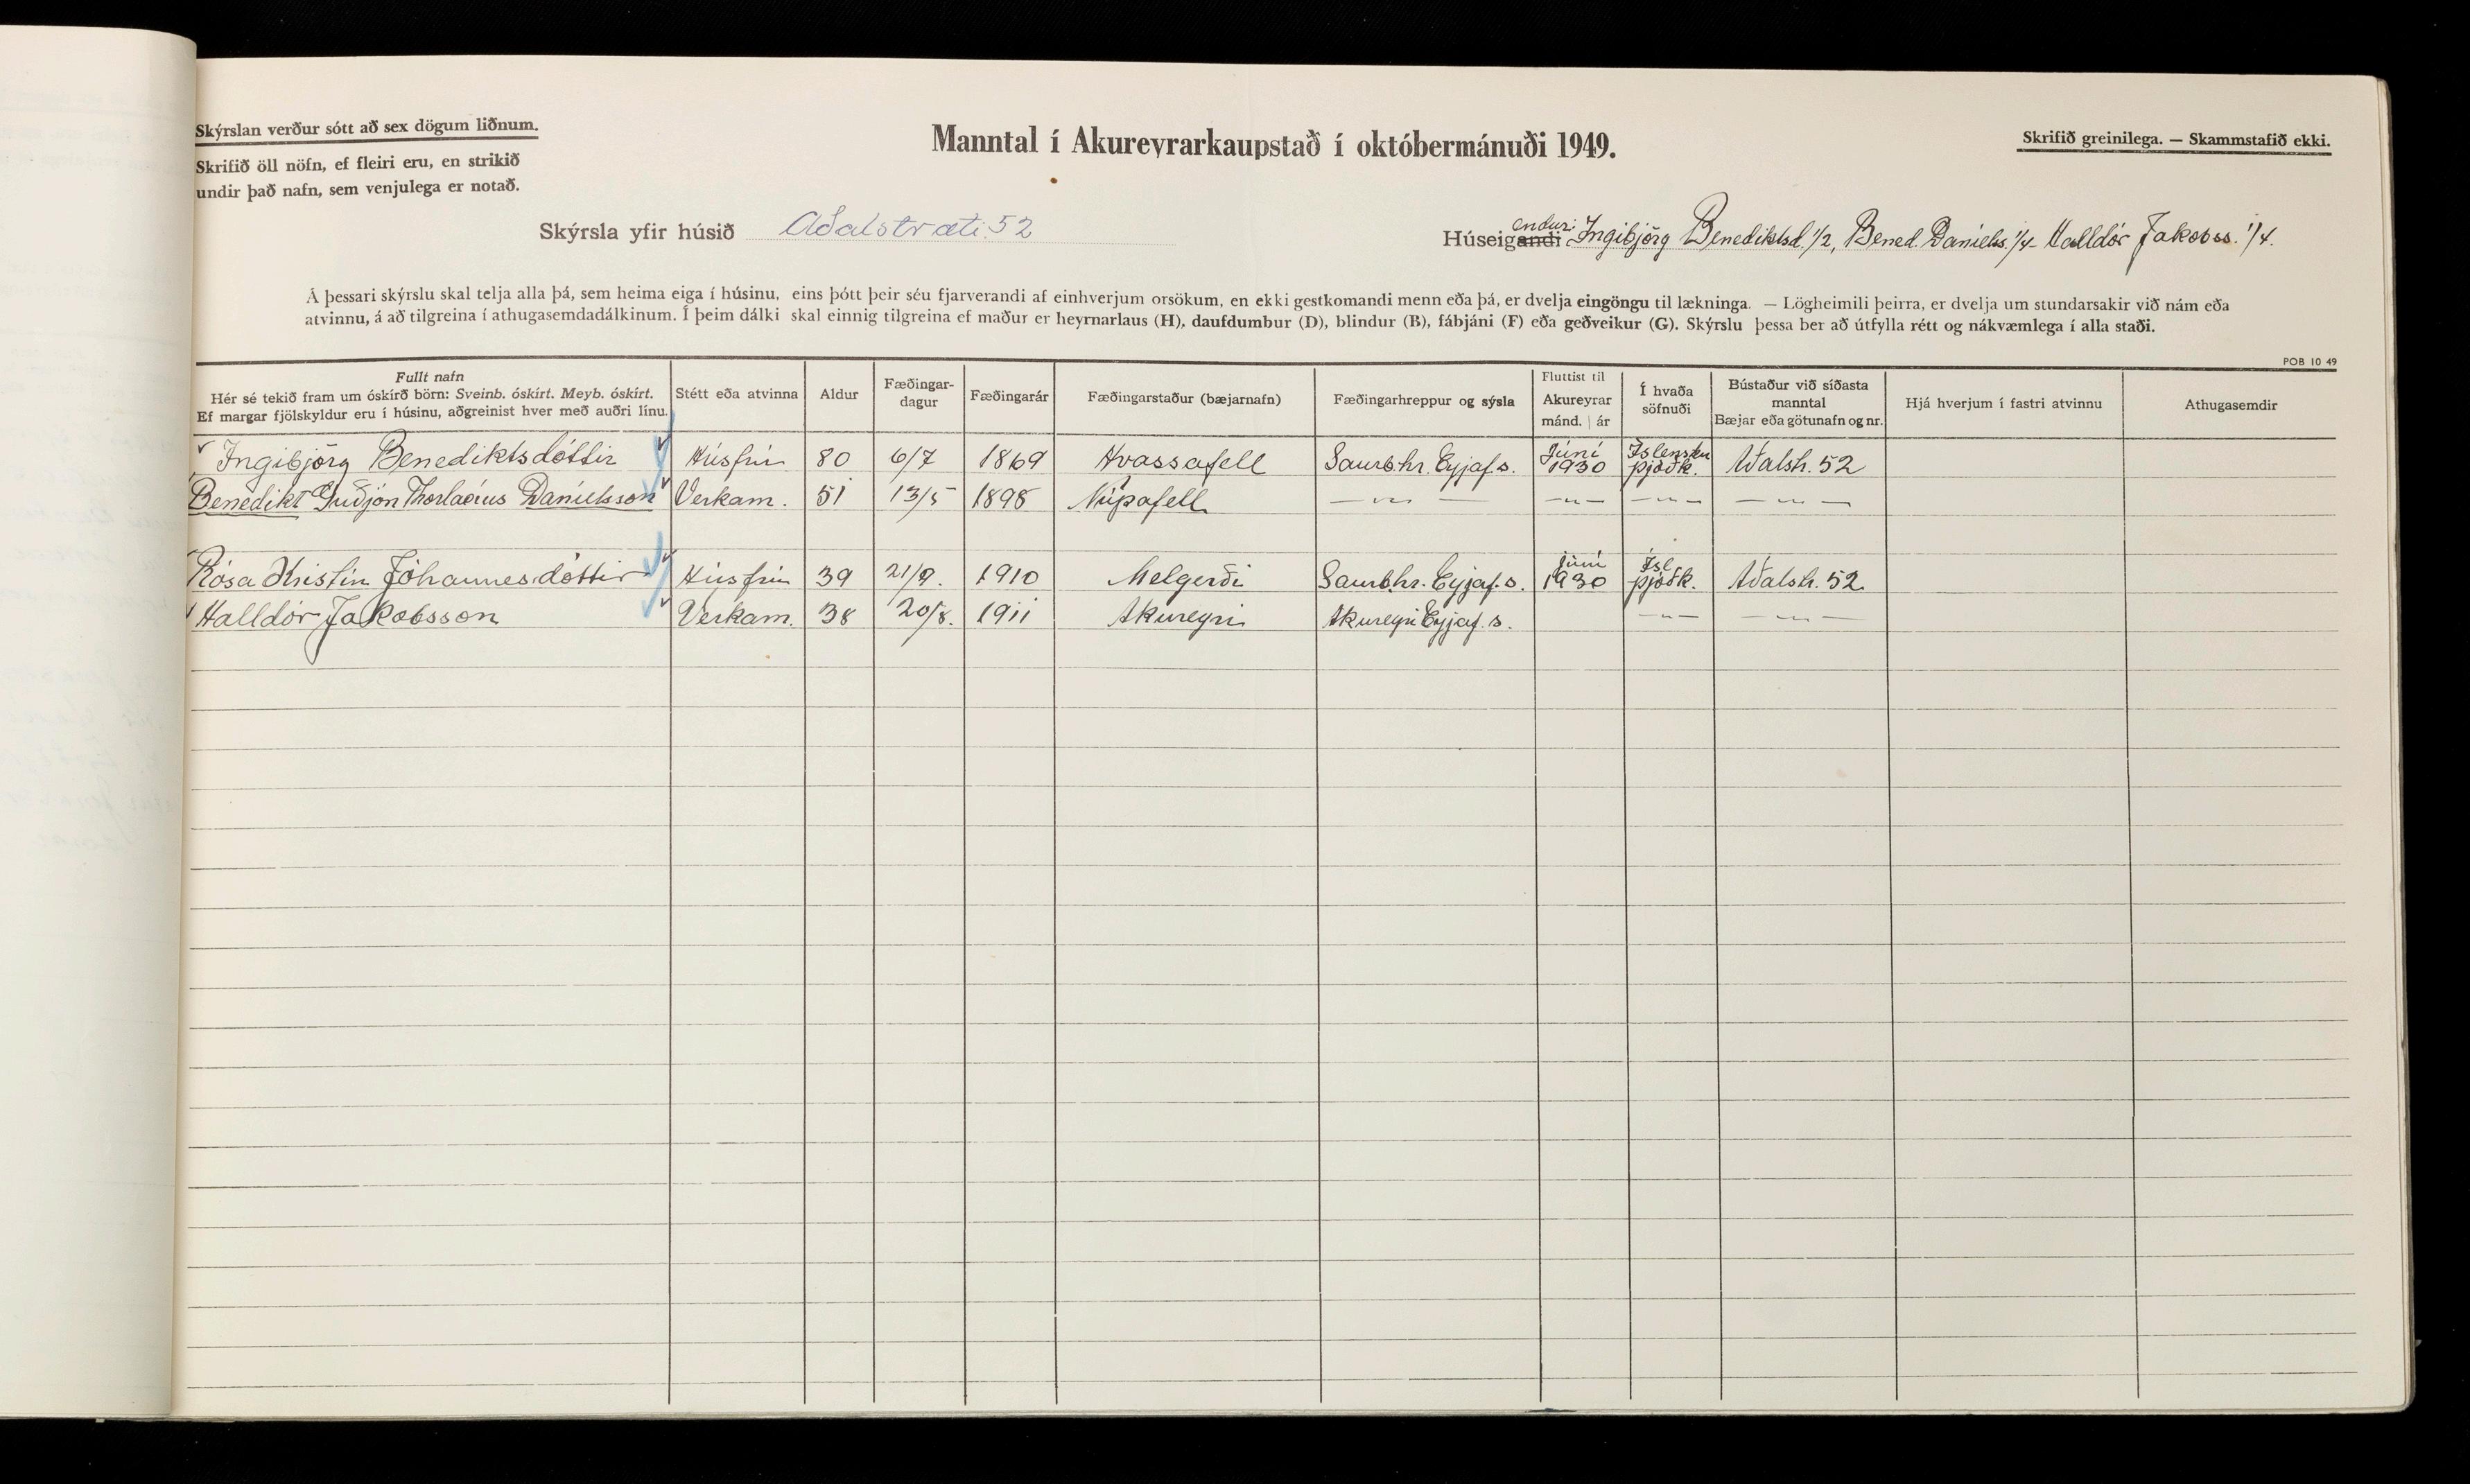 Skýrslan verður sótt að sex dögum liðnum.
Skrifið öll nöfn, ef fleiri eru, en strikið
undir það nafn, sem venjulega er notað.
Manntal í Akureyrarkaupstað í októbermánuði 1949.
Skrifið greinilega. — Skammstafið ekki.
Skýrsla yfir húsið Aðalstræti 52
Húseigandi endur: Ingibjörg Benediktsd. 1/2, Bened. Daníelss. 1/4 - Halldór Jakobss. 1/4.
Á þessari skýrslu skal telja alla þá, sem heima eiga í húsinu, eins þótt þeir séu fjarverandi af einhverjum orsökum, en ekki gestkomandi menn eða þá, er dvelja eingöngu til lækninga. — Lögheimili þeirra, er dvelja um stundarsakir við nám eða
atvinnu, á að tilgreina í athugasemdadálkinum. Í þeim dálki skal einnig tilgreina ef maður er heyrnarlaus (H), daufdumbur (D), blindur (B), fábjáni (F) eða geðveikur (G). Skýrslu þessa ber að útfylla rétt og nákvæmlega í alla staði.
POB 10 49
Fullt nafn
Hér sé tekið fram um óskírð börn: Sveinb. óskírt. Meyb. óskírt.
Ef margar fjölskyldur eru í húsinu, aðgreinist hver með auðri línu.
Stétt eða atvinna
Aldur
Fæðingar-
dagur
Fæðingarár
Fæðingarstaður (bæjarnafn)
Fæðingarhreppur og sýsla
Fluttist til
Akureyrar
mánd. | ár
Í hvaða
söfnuði
Bústaður við síðasta
manntal
Bæjar eða götunafn og nr.
Hjá hverjum í fastri atvinnu
Athugasemdir
Ingibjörg Benediktsdóttir Húsfrú 80 6/7 1869 Hvassafell Saurb.hr. Eyjaf.s. Júní 1930 Íslensku þjóðk. Aðalstr. 52
Benedikt Guðjón Thorlacíus Daníelsson Verkam. 51 13/5 1898 Núpafell — „ — — „ — — „ — — „ —
Rósa Kristín Jóhannesdóttir Húsfrú 39 21/9. 1910 Melgerði Saurb.hr. Eyjaf.s. Júní 1930 Ísl. þjóðk. Aðalstr. 52
Halldór Jakobsson Verkam. 38 20/8. 1911 Akureyri Akureyri Eyjaf.s. — „ — — „ —